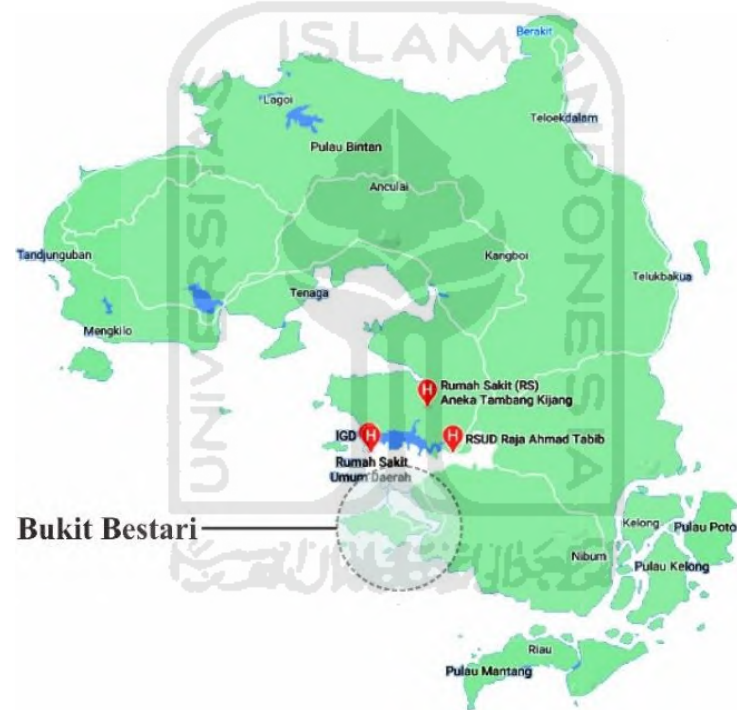 ISLAM
Berakit
Lagoi
Teloekdalam
Pulau Bintan
UNIVERSITAS
INDONESIA
Anculai
Tandjunguban
Kangboi
Telukbakua
Tenaga
Mengkilo
H
Rumah Sakit (RS)
Aneka Tambang Kijang
IGD
H
H
RSUD Raja Ahmad Tabib
Rumah Sakit
Umum Daerah
Bukit Bestari
Kelong
Pulau Poto
Nibum
Pulau Kelong
Riau
Pulau Mantang